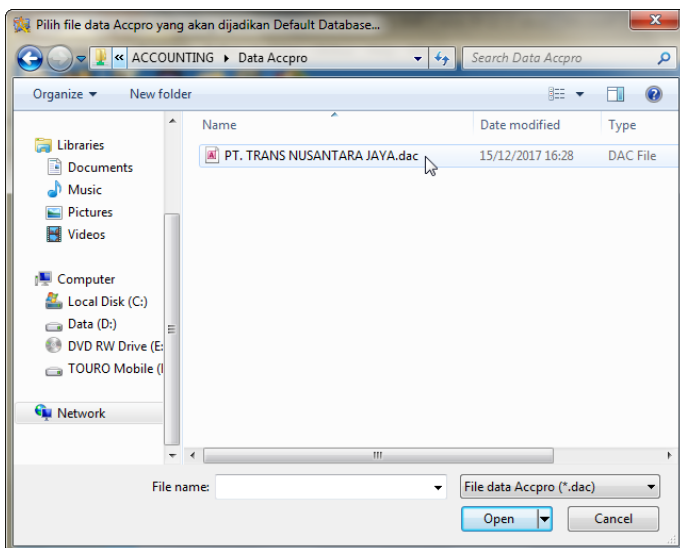 Pilih file data Accpro yang akan dijadikan Default Database...
« ACCOUNTING Data Accpro Search Data Accpro
Organize New folder
Name Date modified Type
Libraries
PT. TRANS NUSANTARA JAYA.dac 15/12/2017 16:28 DAC File
Documents
Music
Pictures
Videos
Computer
Local Disk (C:)
Data (D:)
DVD RW Drive (E:
TOURO Mobile (I
Network
File name: File data Accpro (*.dac)
Open Cancel